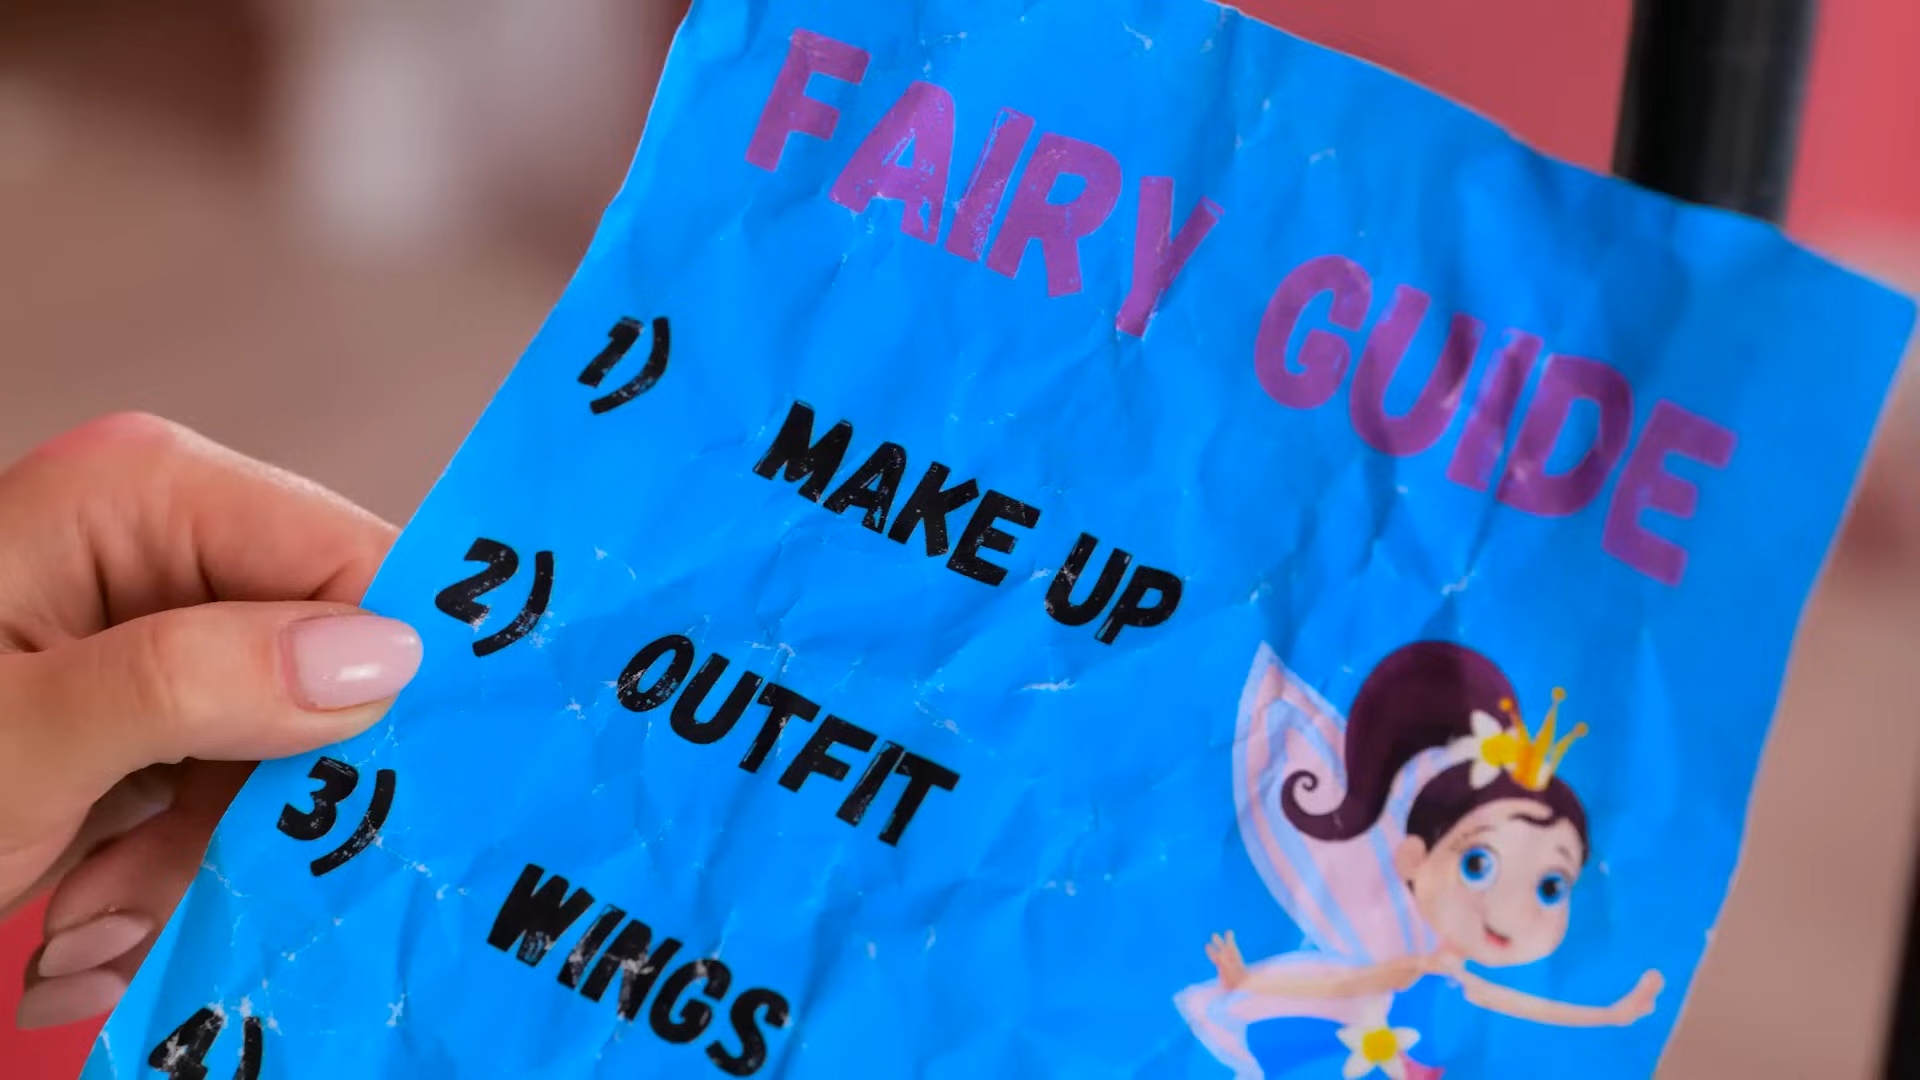 FAIRY GUIDE
1) MAKE UP
2) OUTFIT
3) WINGS
4)